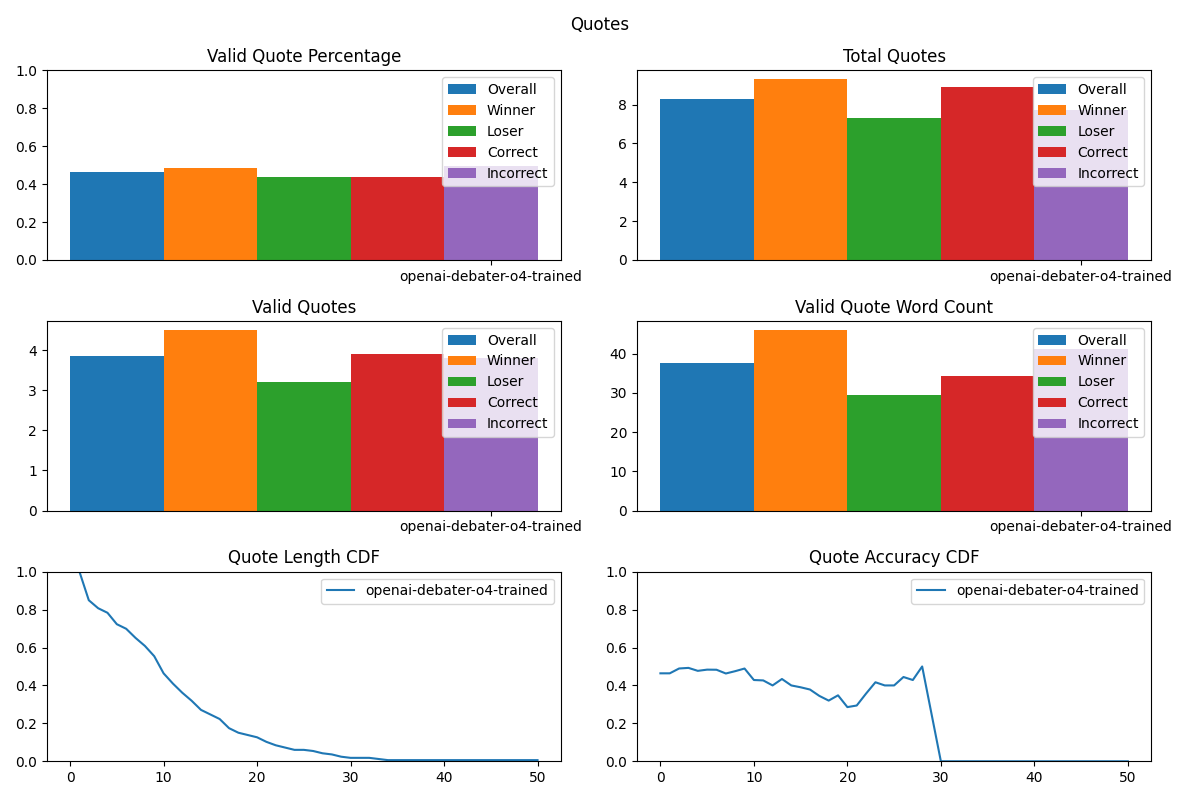 Quotes
Valid Quote Percentage
1.0
0.8
0.6
0.4
0.2
0.0
Overall
Winner
Loser
Correct
Incorrect
openai-debater-o4-trained
Total Quotes
8
6
4
2
0
Overall
Winner
Loser
Correct
Incorrect
openai-debater-o4-trained
Valid Quotes
4
3
2
1
0
Overall
Winner
Loser
Correct
Incorrect
openai-debater-o4-trained
Valid Quote Word Count
40
30
20
10
0
Overall
Winner
Loser
Correct
Incorrect
openai-debater-o4-trained
Quote Length CDF
1.0
0.8
0.6
0.4
0.2
0.0
openai-debater-o4-trained
0 10 20 30 40 50
Quote Accuracy CDF
1.0
0.8
0.6
0.4
0.2
0.0
openai-debater-o4-trained
0 10 20 30 40 50